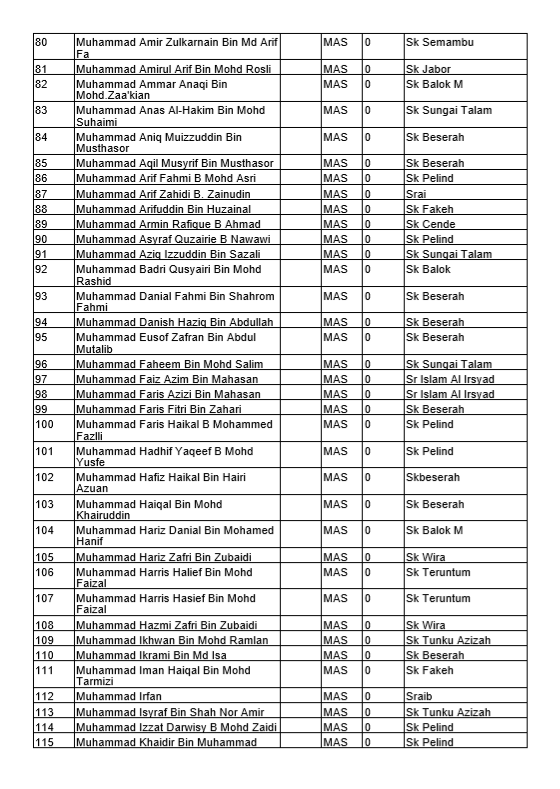 80 Muhammad Amir Zulkarnain Bin Md Arif MAS 0 Sk Semambu
Fa
81 Muhammad Amirul Arif Bin Mohd Rosli MAS 0 Sk Jabor
82 Muhammad Ammar Anaqi Bin MAS 0 Sk Balok M
Mohd.Zaa'kian
83 Muhammad Anas Al-Hakim Bin Mohd MAS 0 Sk Sungai Talam
Suhaimi
84 Muhammad Aniq Muizzuddin Bin MAS 0 Sk Beserah
Musthasor
85 Muhammad Aqil Musyrif Bin Musthasor MAS 0 Sk Beserah
86 Muhammad Arif Fahmi B Mohd Asri MAS 0 Sk Pelind
87 Muhammad Arif Zahidi B. Zainudin MAS 0 Srai
88 Muhammad Arifuddin Bin Huzainal MAS 0 Sk Fakeh
89 Muhammad Armin Rafique B Ahmad MAS 0 Sk Cende
90 Muhammad Asyraf Quzairie B Nawawi MAS 0 Sk Pelind
91 Muhammad Aziq Izzuddin Bin Sazali MAS 0 Sk Sungai Talam
92 Muhammad Badri Qusyairi Bin Mohd MAS 0 Sk Balok
Rashid
93 Muhammad Danial Fahmi Bin Shahrom MAS 0 Sk Beserah
Fahmi
94 Muhammad Danish Haziq Bin Abdullah MAS 0 Sk Beserah
95 Muhammad Eusof Zafran Bin Abdul MAS 0 Sk Beserah
Mutalib
96 Muhammad Faheem Bin Mohd Salim MAS 0 Sk Sungai Talam
97 Muhammad Faiz Azim Bin Mahasan MAS 0 Sr Islam Al Irsyad
98 Muhammad Faris Azizi Bin Mahasan MAS 0 Sr Islam Al Irsyad
99 Muhammad Faris Fitri Bin Zahari MAS 0 Sk Beserah
100 Muhammad Faris Haikal B Mohammed MAS 0 Sk Pelind
Fazlli
101 Muhammad Hadhif Yaqeef B Mohd MAS 0 Sk Pelind
Yusfe
102 Muhammad Hafiz Haikal Bin Hairi MAS 0 Skbeserah
Azuan
103 Muhammad Haiqal Bin Mohd MAS 0 Sk Beserah
Khairuddin
104 Muhammad Hariz Danial Bin Mohamed MAS 0 Sk Balok M
Hanif
105 Muhammad Hariz Zafri Bin Zubaidi MAS 0 Sk Wira
106 Muhammad Harris Halief Bin Mohd MAS 0 Sk Teruntum
Faizal
107 Muhammad Harris Hasief Bin Mohd MAS 0 Sk Teruntum
Faizal
108 Muhammad Hazmi Zafri Bin Zubaidi MAS 0 Sk Wira
109 Muhammad Ikhwan Bin Mohd Ramlan MAS 0 Sk Tunku Azizah
110 Muhammad Ikrami Bin Md Isa MAS 0 Sk Beserah
111 Muhammad Iman Haiqal Bin Mohd MAS 0 Sk Fakeh
Tarmizi
112 Muhammad Irfan MAS 0 Sraib
113 Muhammad Isyraf Bin Shah Nor Amir MAS 0 Sk Tunku Azizah
114 Muhammad Izzat Darwisy B Mohd Zaidi MAS 0 Sk Pelind
115 Muhammad Khaidir Bin Muhammad MAS 0 Sk Pelind